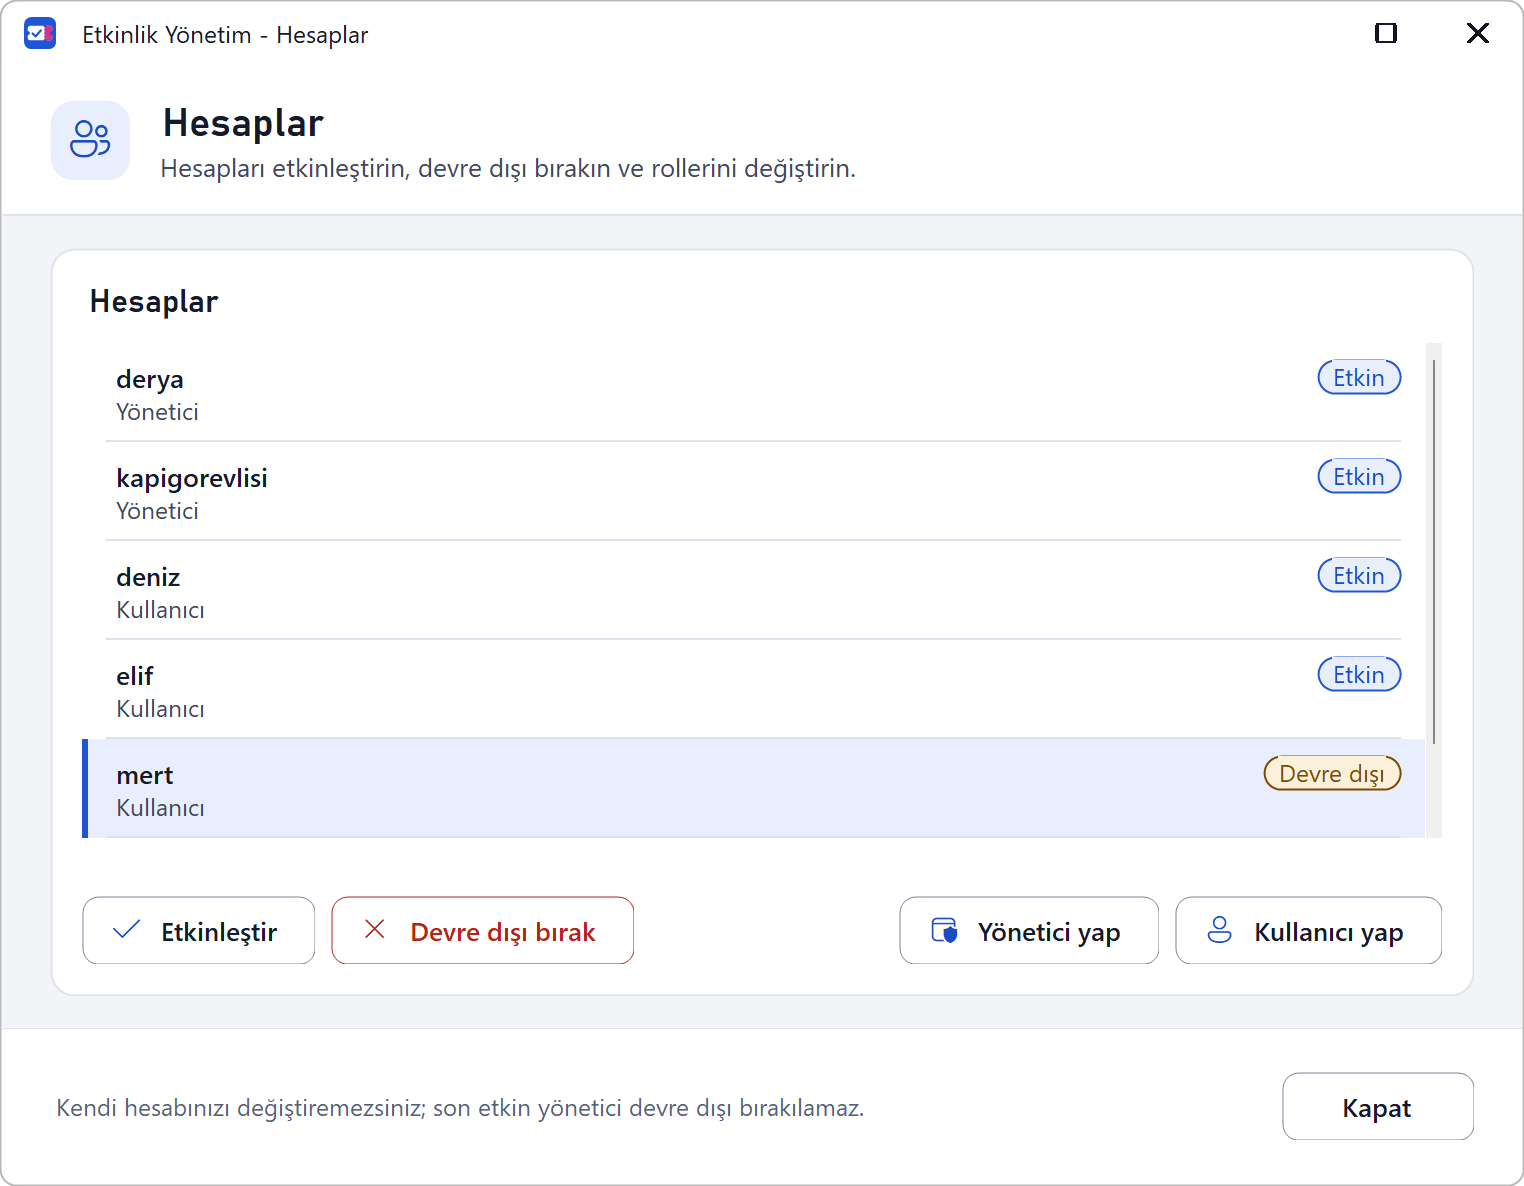 Etkinlik Yönetim - Hesaplar
Hesaplar
Hesapları etkinleştirin, devre dışı bırakın ve rollerini değiştirin.
Hesaplar
derya
Etkin
Yönetici
kapigorevlisi
Etkin
Yönetici
deniz
Etkin
Kullanıcı
elif
Etkin
Kullanıcı
mert
Devre dışı
Kullanıcı
Etkinleştir
Devre dışı bırak
Yönetici yap
Kullanıcı yap
Kendi hesabınızı değiştiremezsiniz; son etkin yönetici devre dışı bırakılamaz.
Kapat